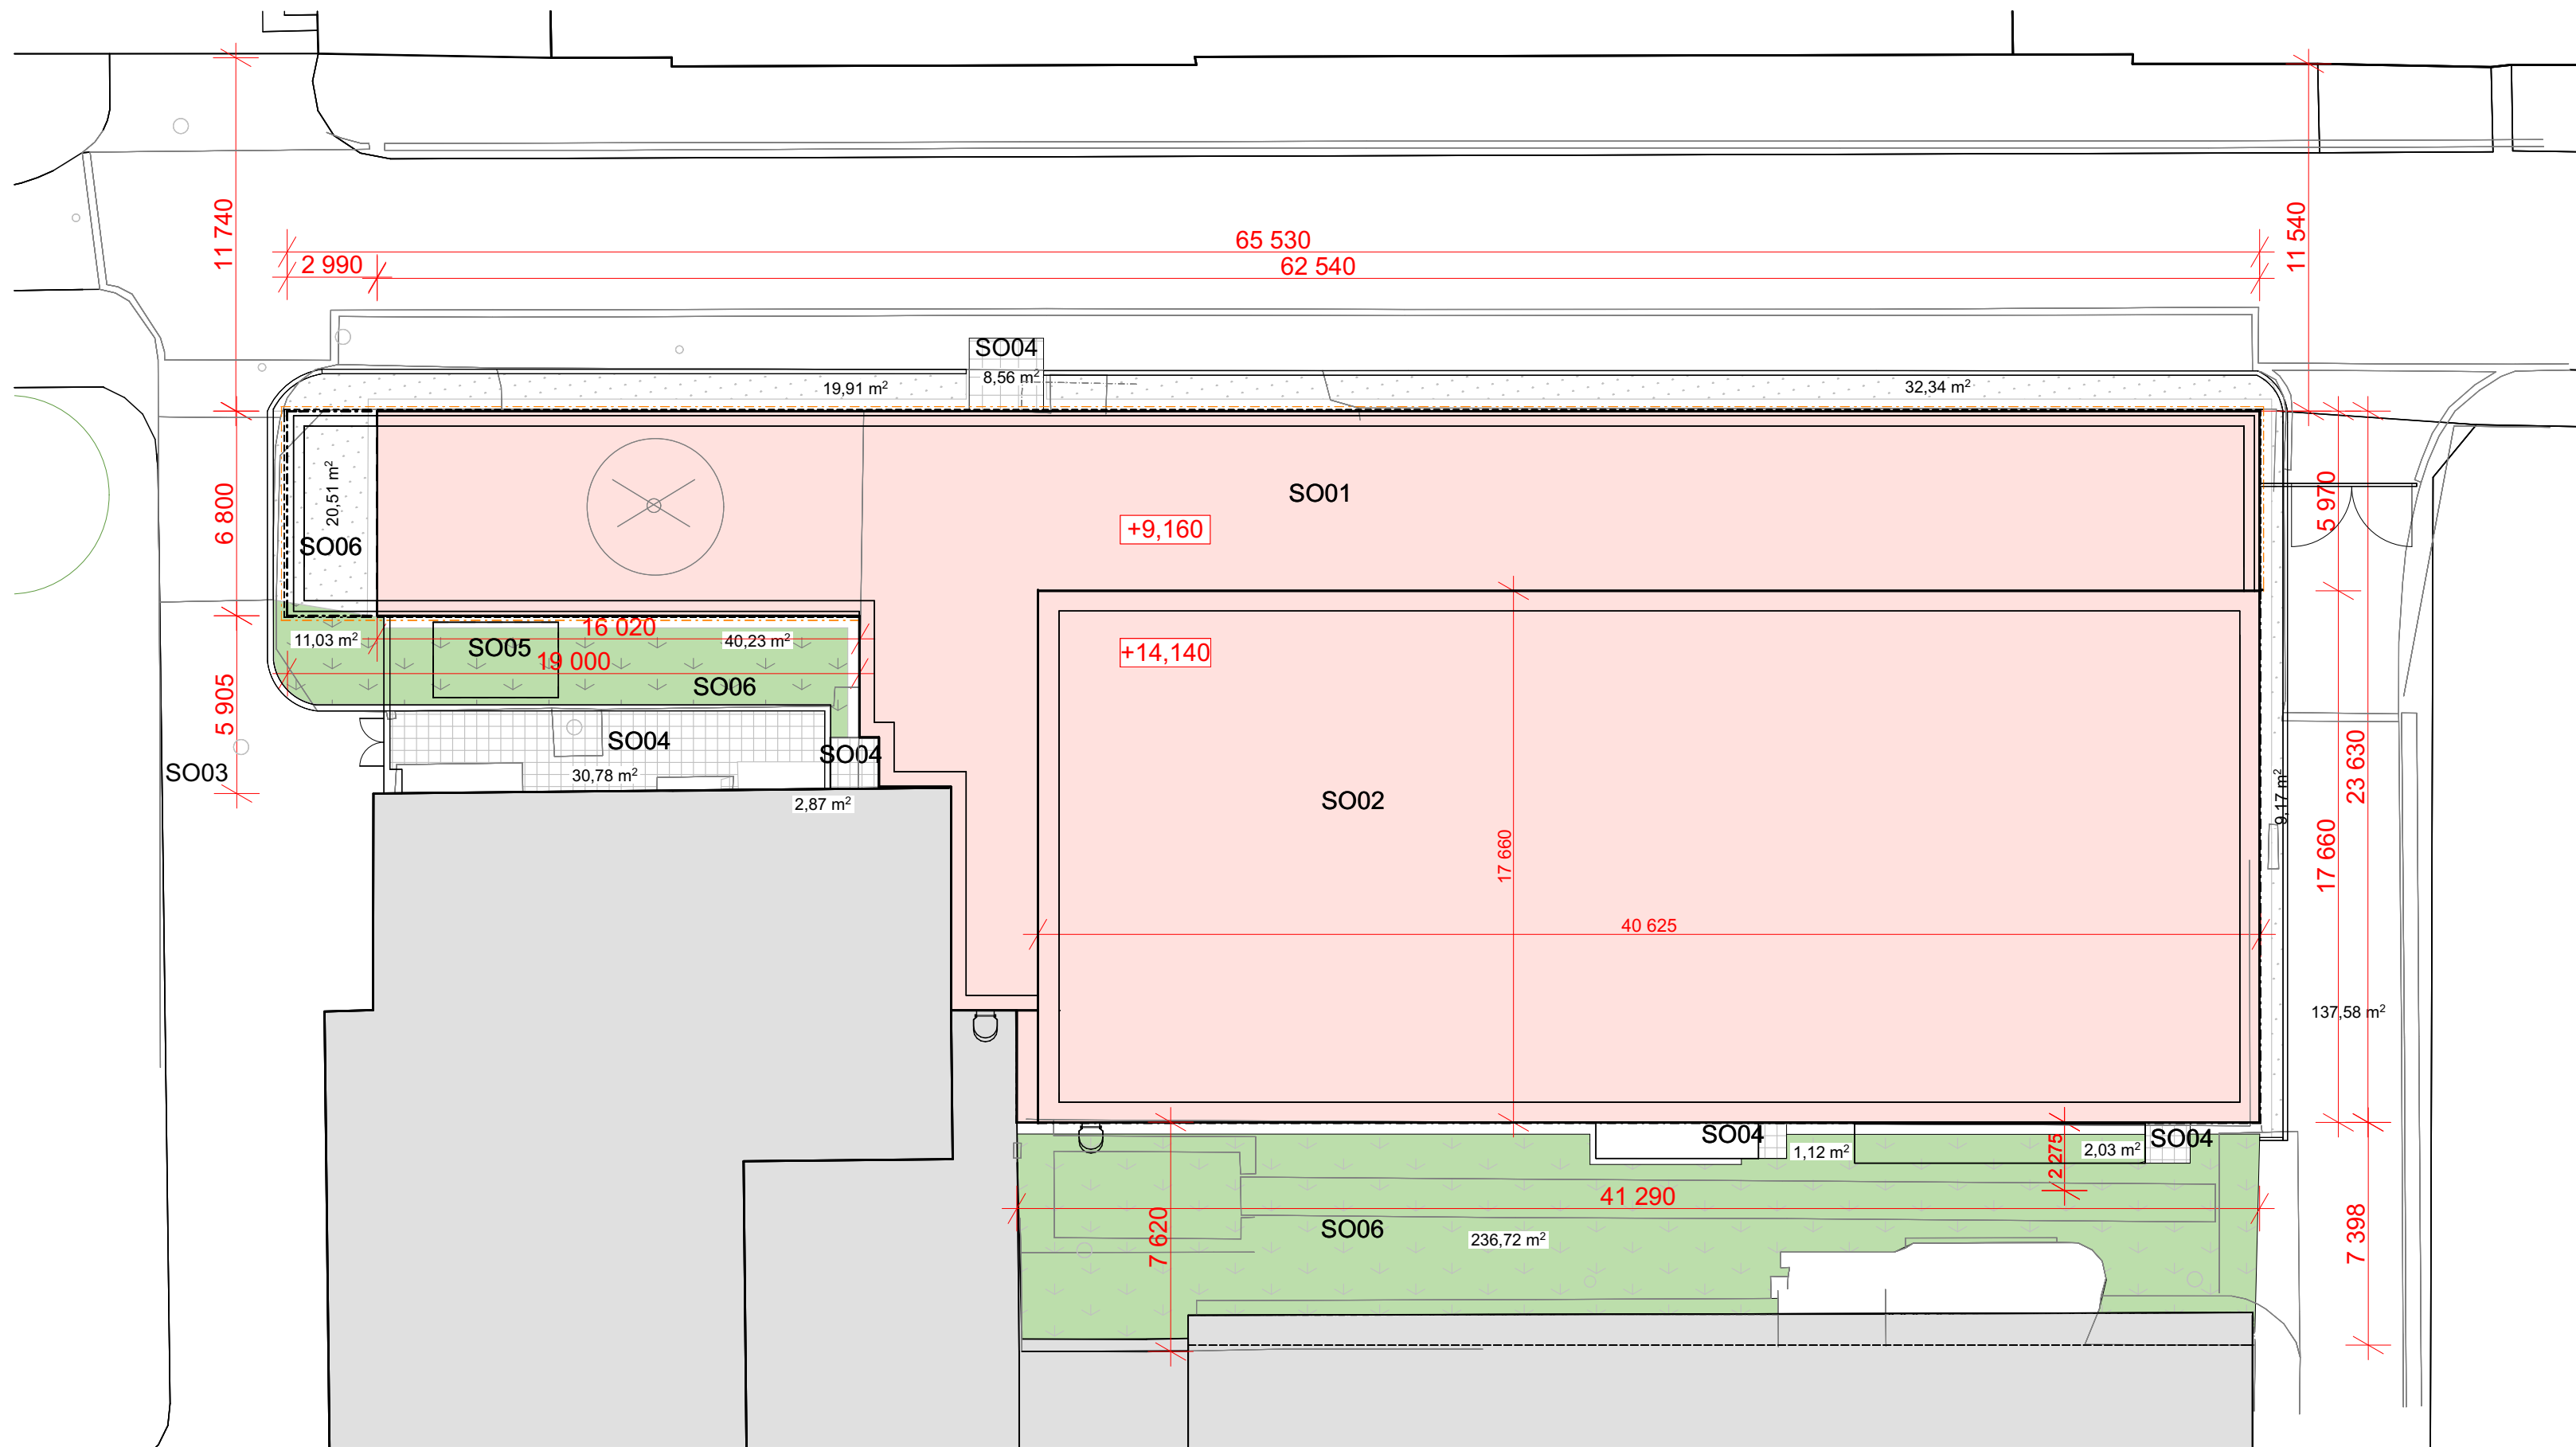 11 740
11 540
65 530
2 990
62 540
SO04
8,56 m²
19,91 m²
32,34 m²
SO01
+9,160
20,51 m²
SO06
6 800
5 970
16 020
11,03 m²
SO05
40,23 m²
19 000
+14,140
SO06
5 905
SO04
SO04
SO03
30,78 m²
2,87 m²
SO02
23 630
9,17 m²
17 660
17 660
40 625
137,58 m²
SO04
1,12 m²
2 275
2,03 m²
SO04
41 290
7 620
SO06
236,72 m²
7 398